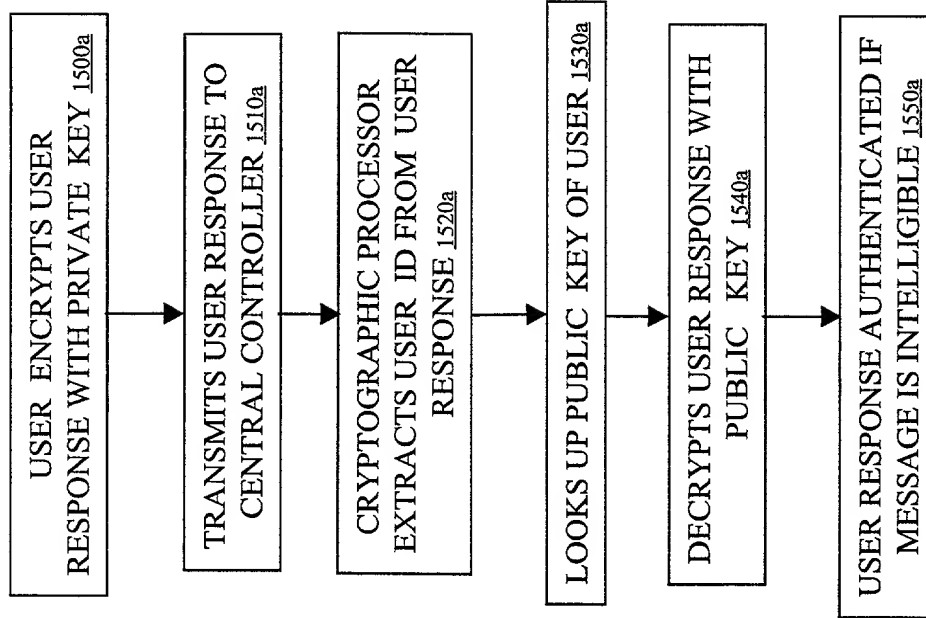 USER ENCRYPTS USER
RESPONSE WITH PRIVATE KEY 1500a
TRANSMITS USER RESPONSE TO
CENTRAL CONTROLLER 1510a
CRYPTOGRAPHIC PROCESSOR
EXTRACTS USER ID FROM USER
RESPONSE 1520a
LOOKS UP PUBLIC KEY OF USER 1530a
DECRYPTS USER RESPONSE WITH
PUBLIC KEY 1540a
USER RESPONSE AUTHENTICATED IF
MESSAGE IS INTELLIGIBLE 1550a